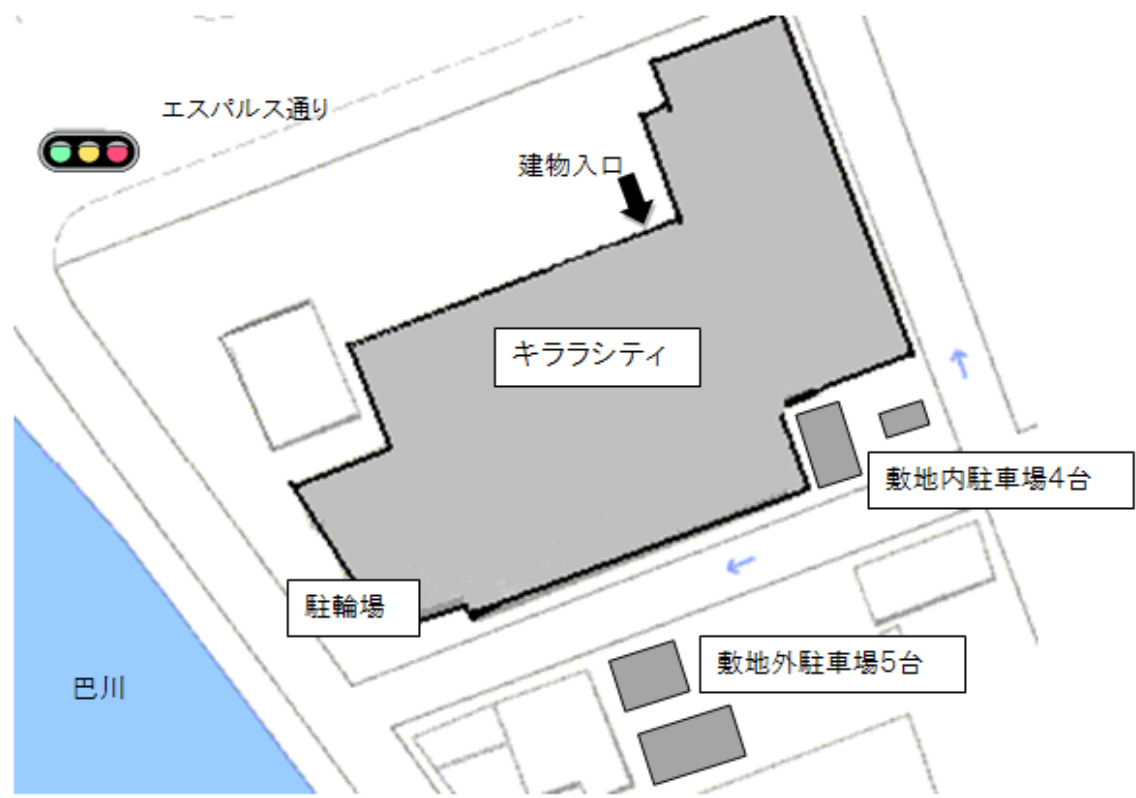 エスパルス通り
建物入口
キララシティ
敷地内駐車場4台
駐輪場
敷地外駐車場5台
巴川